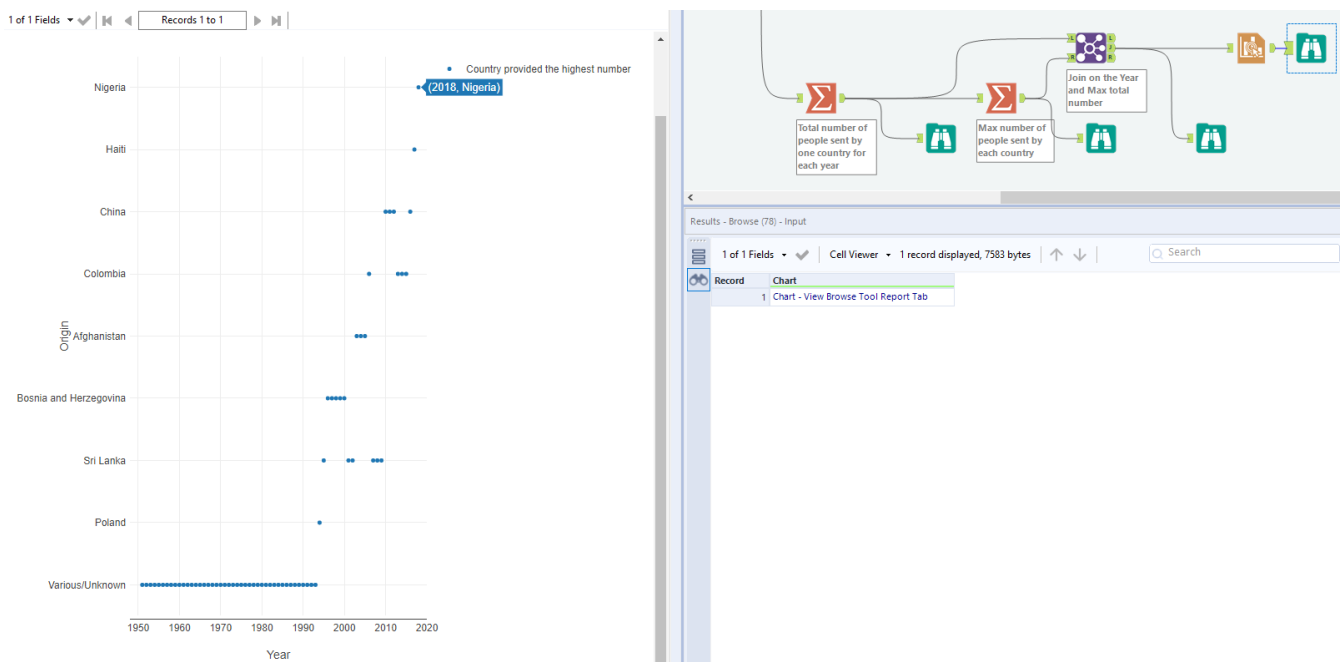 1 of 1 Fields
Records 1 to 1
Country provided the highest number
Nigeria
(2018, Nigeria)
Haiti
China
Colombia
Origin
Afghanistan
Bosnia and Herzegovina
Sri Lanka
Poland
Various/Unknown
1950 1960 1970 1980 1990 2000 2010 2020
Year
L
R
L
J
R
Join on the Year
and Max total
number
Total number of
people sent by
one country for
each year
Max number of
people sent by
each country
Results - Browse (78) - Input
1 of 1 Fields
Cell Viewer
1 record displayed, 7583 bytes
Search
Record Chart
1 Chart - View Browse Tool Report Tab